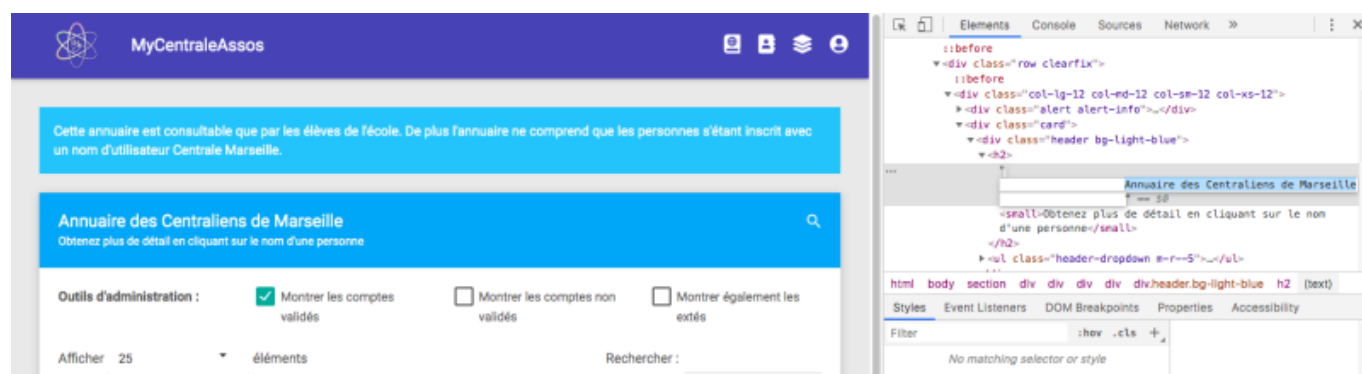 MyCentraleAssos
Cette annuaire est consultable que par les élèves de l'école. De plus l'annuaire ne comprend que les personnes s'étant inscrit avec
un nom d'utilisateur Centrale Marseille.
Annuaire des Centraliens de Marseille
Obtenez plus de détail en cliquant sur le nom d'une personne
Outils d'administration :
Montrer les comptes
validés
Montrer les comptes non
validés
Montrer également les
extés
Afficher 25 éléments
Rechercher :
Elements Console Sources Network »
::before
▼<div class="row clearfix">
::before
▼<div class="col-lg-12 col-md-12 col-sm-12 col-xs-12">
▶<div class="alert alert-info">…</div>
▼<div class="card">
▼<div class="header bg-light-blue">
▼<h2>
... "
Annuaire des Centraliens de Marseille
" == $0
<small>Obtenez plus de détail en cliquant sur le nom
d'une personne</small>
</h2>
▶<ul class="header-dropdown m-r--5">…</ul>
html body section div div div div div.header.bg-light-blue h2 (text)
Styles Event Listeners DOM Breakpoints Properties Accessibility
Filter :hov .cls +
No matching selector or style